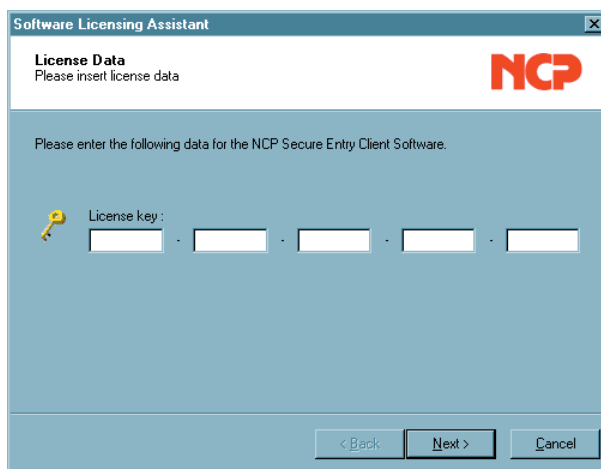 Software Licensing Assistant
License Data
Please insert license data
NCP
Please enter the following data for the NCP Secure Entry Client Software.
License key :
- - - -
< Back Next > Cancel